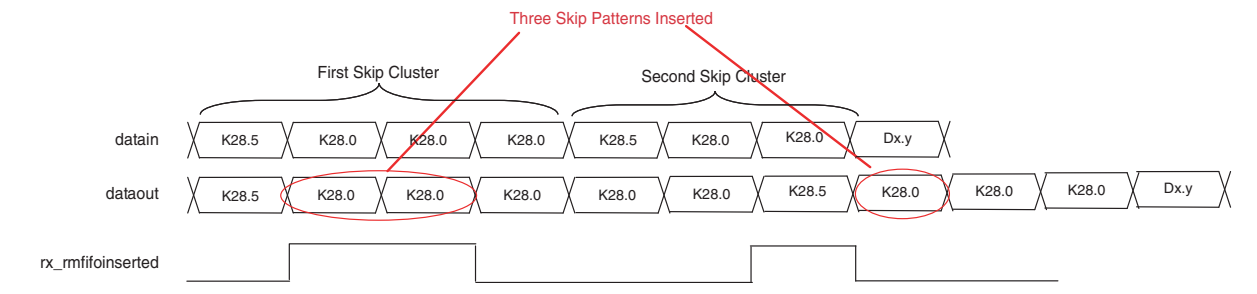 Three Skip Patterns Inserted
First Skip Cluster
Second Skip Cluster
datain K28.5 K28.0 K28.0 K28.0 K28.5 K28.0 K28.0 Dx.y
dataout K28.5 K28.0 K28.0 K28.0 K28.0 K28.0 K28.5 K28.0 K28.0 K28.0 Dx.y
rx_rmfifoinserted